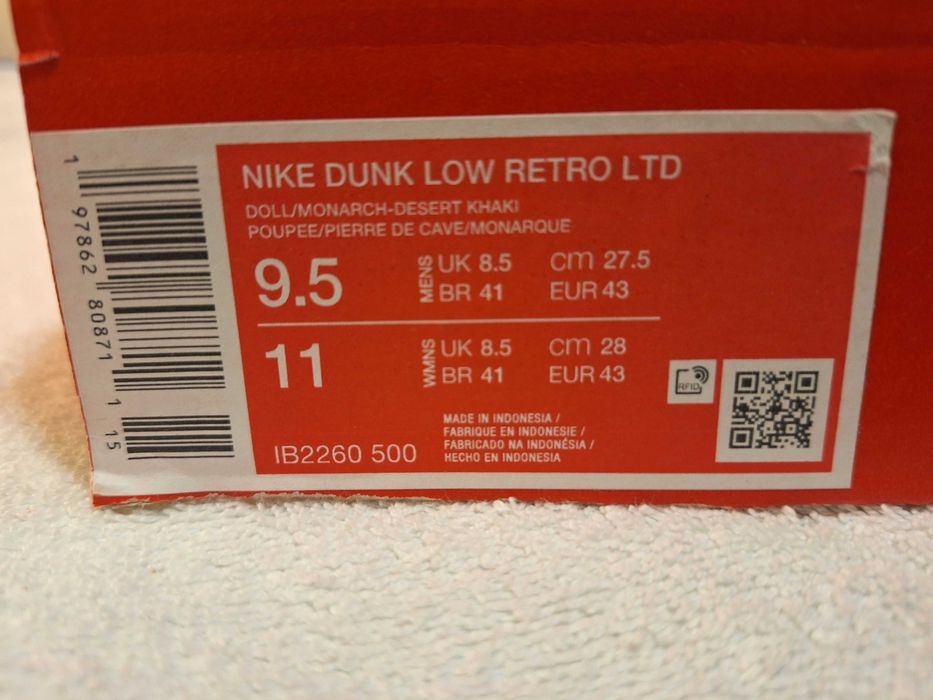 NIKE DUNK LOW RETRO LTD
DOLL/MONARCH-DESERT KHAKI
POUPEE/PIERRE DE CAVE/MONARQUE
9.5 MENS UK 8.5 cm 27.5
BR 41 EUR 43
11 WMNS UK 8.5 cm 28
BR 41 EUR 43
RFID
IB2260 500
MADE IN INDONESIA /
FABRIQUE EN INDONESIE /
FABRICADO NA INDONÉSIA /
HECHO EN INDONESIA
1 97862 80871 1 15